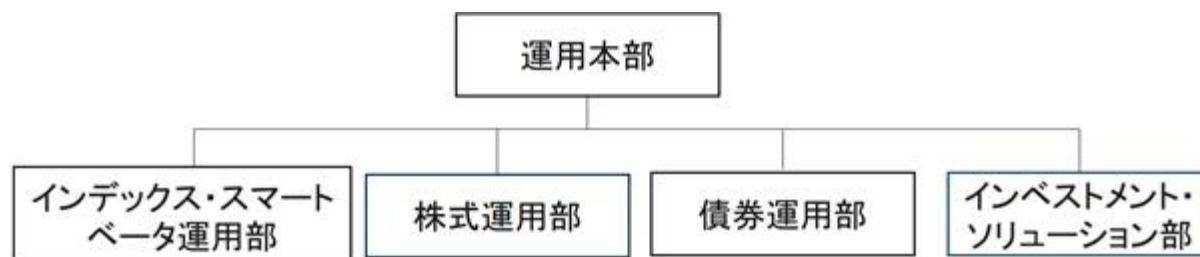 運用本部
インデックス・スマート
ベータ運用部
株式運用部
債券運用部
インベストメント・
ソリューション部